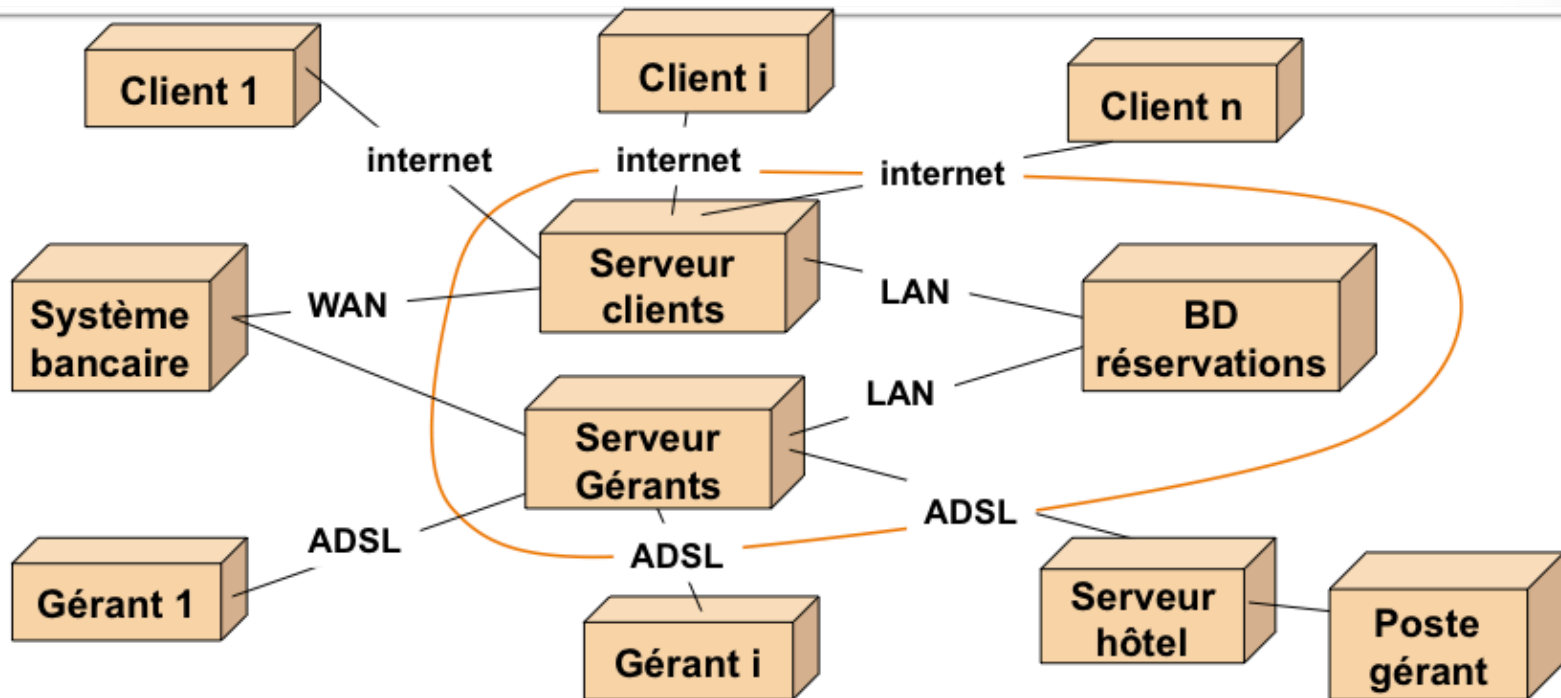 Client 1
Client i
Client n
internet
internet
internet
Serveur
clients
Système
bancaire
WAN
LAN
BD
réservations
LAN
Serveur
Gérants
ADSL
ADSL
ADSL
Gérant 1
Gérant i
Serveur
hôtel
Poste
gérant